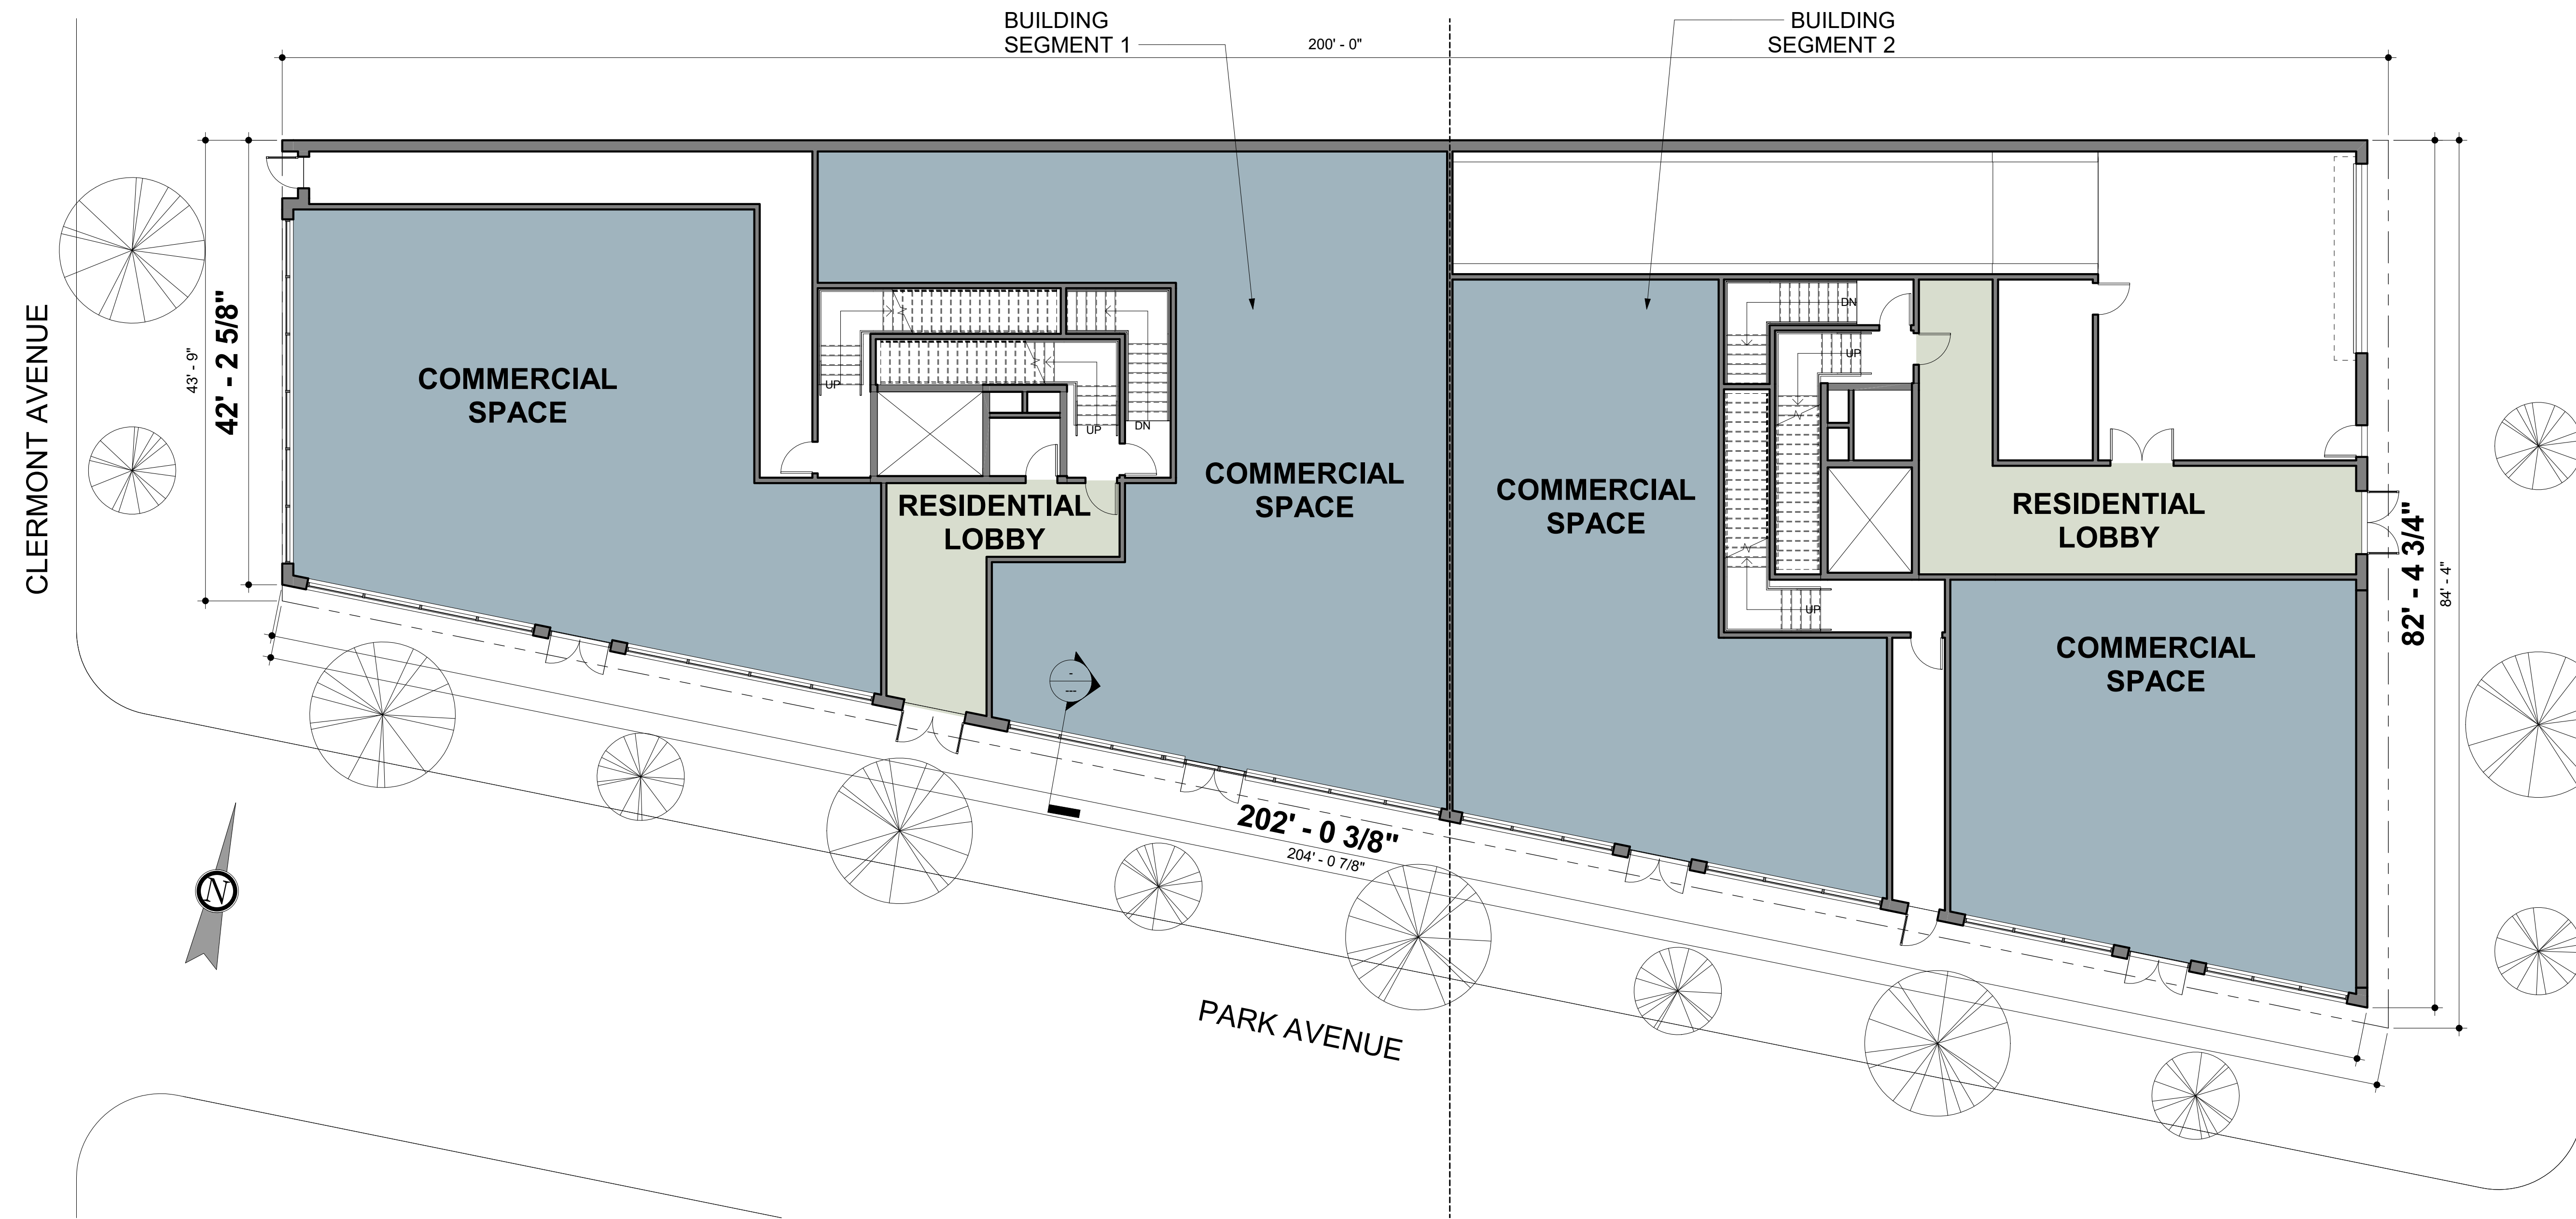 BUILDING
SEGMENT 1
200' - 0"
BUILDING
SEGMENT 2
CLERMONT AVENUE
43' - 9"
42' - 2 5/8"
COMMERCIAL
SPACE
UP
UP
DN
RESIDENTIAL
LOBBY
COMMERCIAL
SPACE
COMMERCIAL
SPACE
DN
UP
UP
RESIDENTIAL
LOBBY
COMMERCIAL
SPACE
82' - 4 3/4"
84' - 4"
-
---
202' - 0 3/8"
204' - 0 7/8"
N
PARK AVENUE